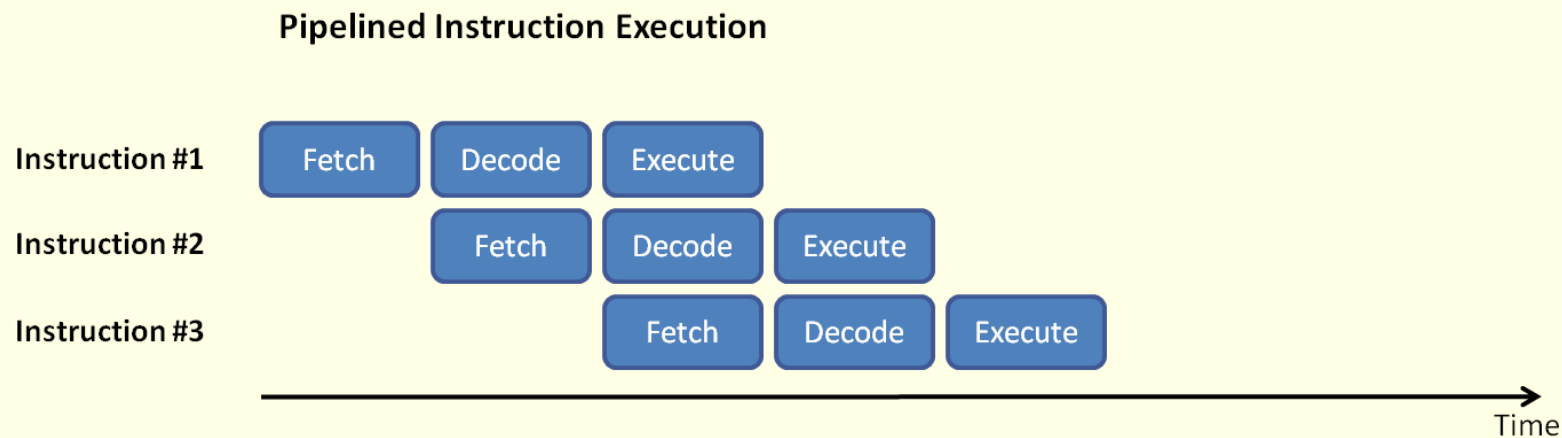 Pipelined Instruction Execution
Instruction #1 Fetch Decode Execute
Instruction #2 Fetch Decode Execute
Instruction #3 Fetch Decode Execute
Time